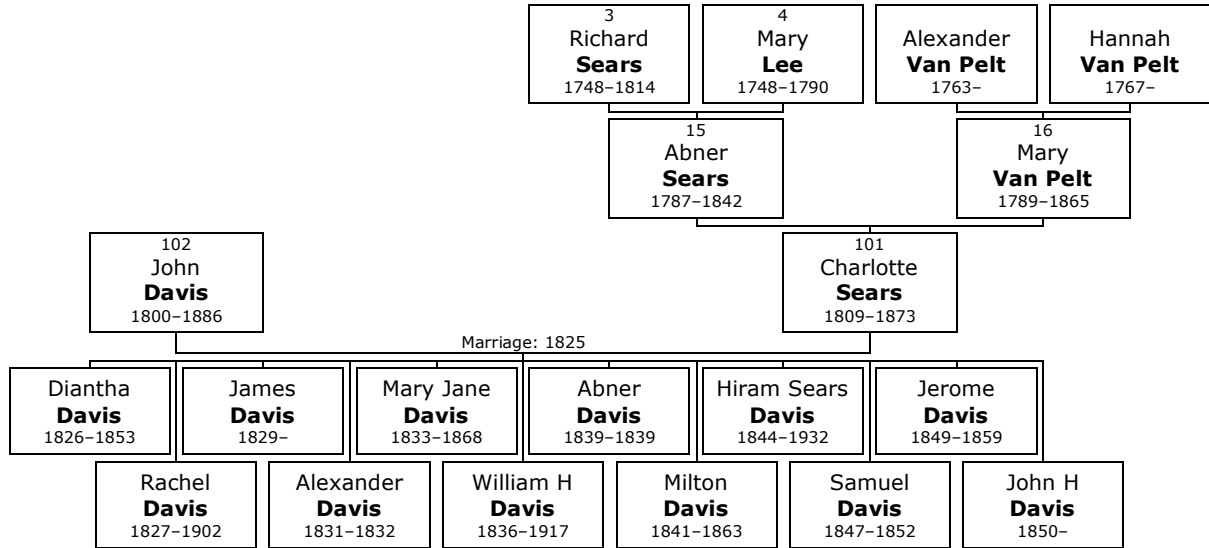 3
Richard
Sears
1748–1814
4
Mary
Lee
1748–1790
Alexander
Van Pelt
1763–
Hannah
Van Pelt
1767–
15
Abner
Sears
1787–1842
16
Mary
Van Pelt
1789–1865
102
John
Davis
1800–1886
101
Charlotte
Sears
1809–1873
Marriage: 1825
Diantha
Davis
1826–1853
James
Davis
1829–
Mary Jane
Davis
1833–1868
Abner
Davis
1839–1839
Hiram Sears
Davis
1844–1932
Jerome
Davis
1849–1859
Rachel
Davis
1827–1902
Alexander
Davis
1831–1832
William H
Davis
1836–1917
Milton
Davis
1841–1863
Samuel
Davis
1847–1852
John H
Davis
1850–